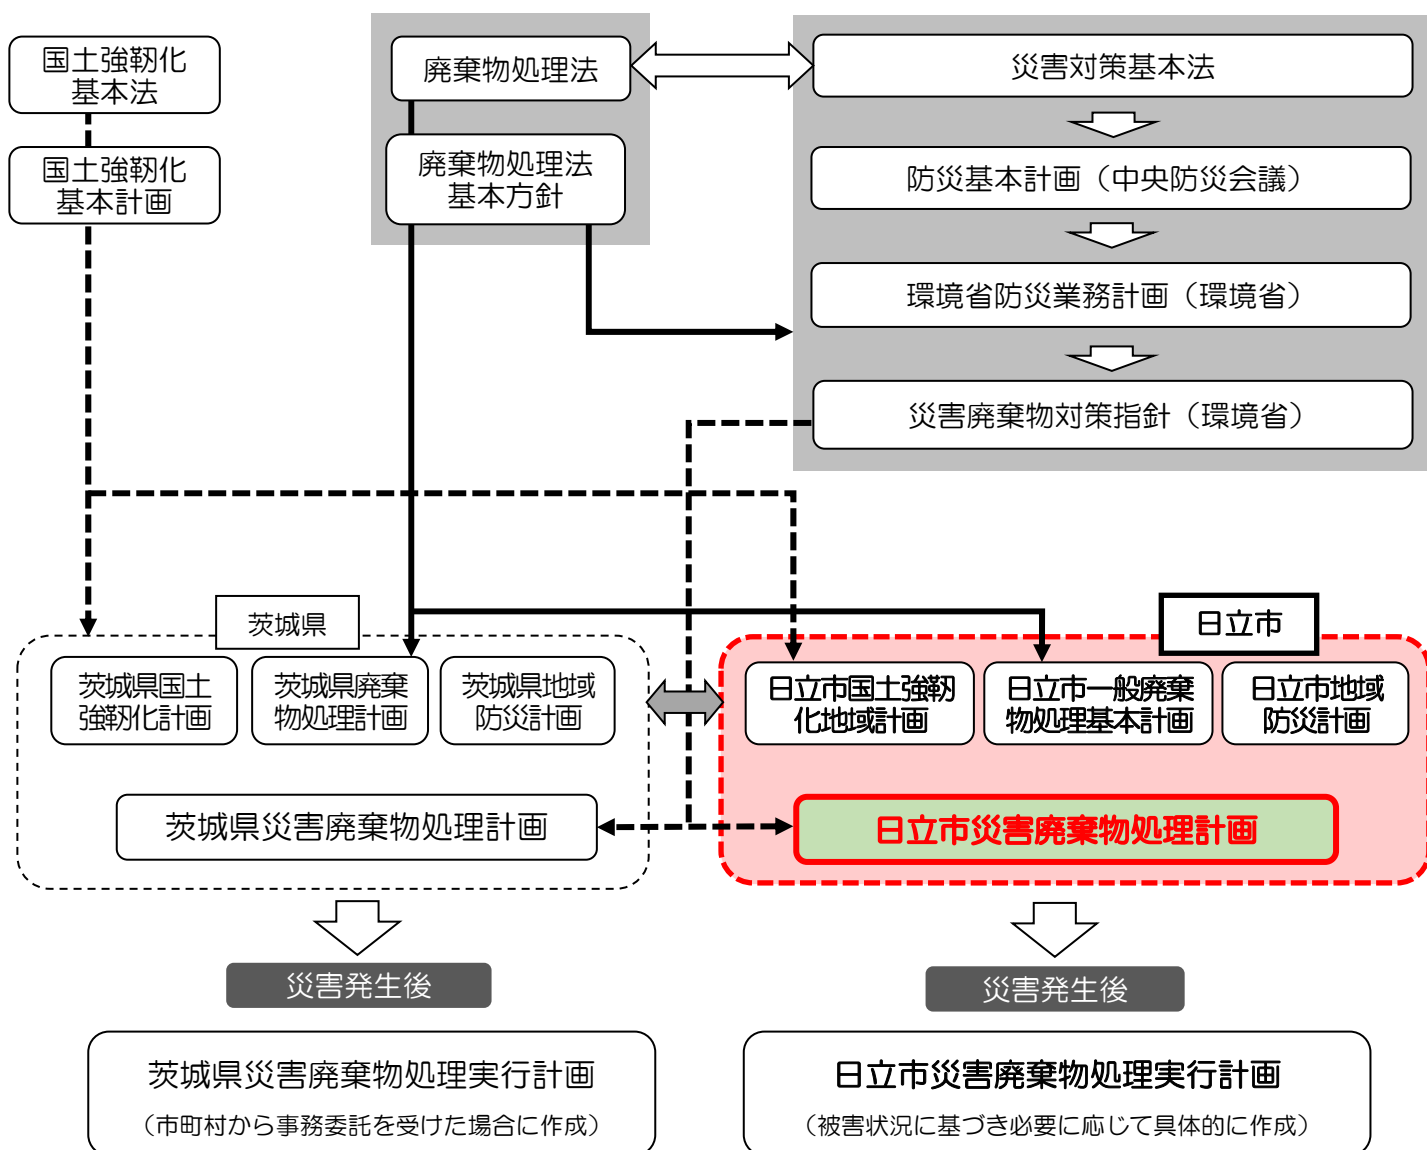 国土強靭化
基本法
国土強靭化
基本計画
廃棄物処理法
廃棄物処理法
基本方針
災害対策基本法
防災基本計画（中央防災会議）
環境省防災業務計画（環境省）
災害廃棄物対策指針（環境省）
茨城県
茨城県国土
強靭化計画
茨城県廃棄
物処理計画
茨城県地域
防災計画
茨城県災害廃棄物処理計画
日立市
日立市国土強靭
化地域計画
日立市一般廃棄
物処理基本計画
日立市地域
防災計画
日立市災害廃棄物処理計画
災害発生後
茨城県災害廃棄物処理実行計画
（市町村から事務委託を受けた場合に作成）
災害発生後
日立市災害廃棄物処理実行計画
（被害状況に基づき必要に応じて具体的に作成）